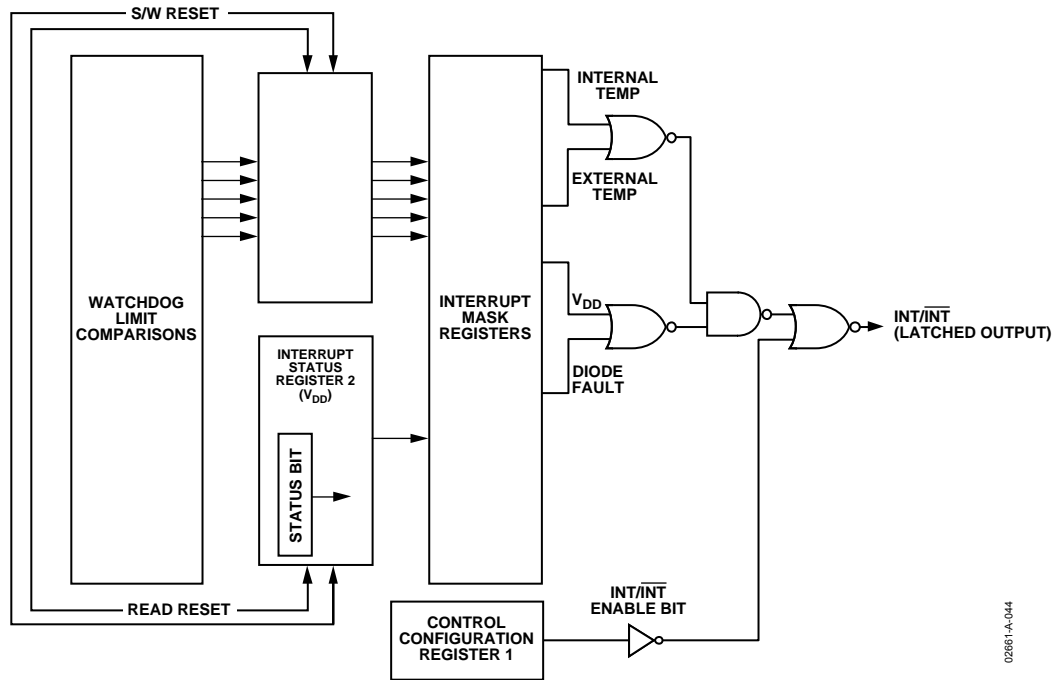 S/W RESET
INTERNAL
TEMP
EXTERNAL
TEMP
WATCHDOG
LIMIT
COMPARISONS
INTERRUPT
MASK
REGISTERS
VDD
INT/INT
(LATCHED OUTPUT)
INTERRUPT
STATUS
REGISTER 2
(VDD)
DIODE
FAULT
STATUS BIT
READ RESET
INT/INT
ENABLE BIT
CONTROL
CONFIGURATION
REGISTER 1
02661-A-044